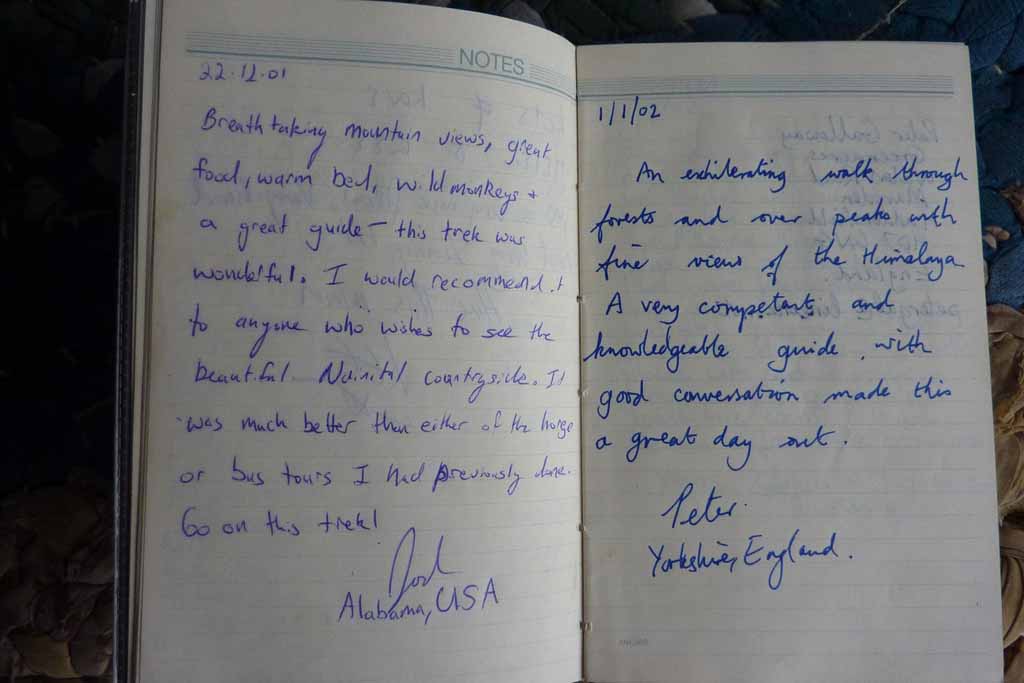 NOTES
22.12.01
Breathtaking mountain views, great
food, warm bed, wild monkeys +
a great guide - this trek was
wonderful. I would recommend it
to anyone who wishes to see the
beautiful Nainital countryside. It
was much better than either of the horse
or bus tours I had previously done.
Go on this trek!
Alabama, USA
1/1/02
An exhilerating walk through
forests and over peaks with
fine views of the Himelaya
A very competant and
knowledgeable guide, with
good conversation made this
a great day out.
Peter.
Yorkshire, England.